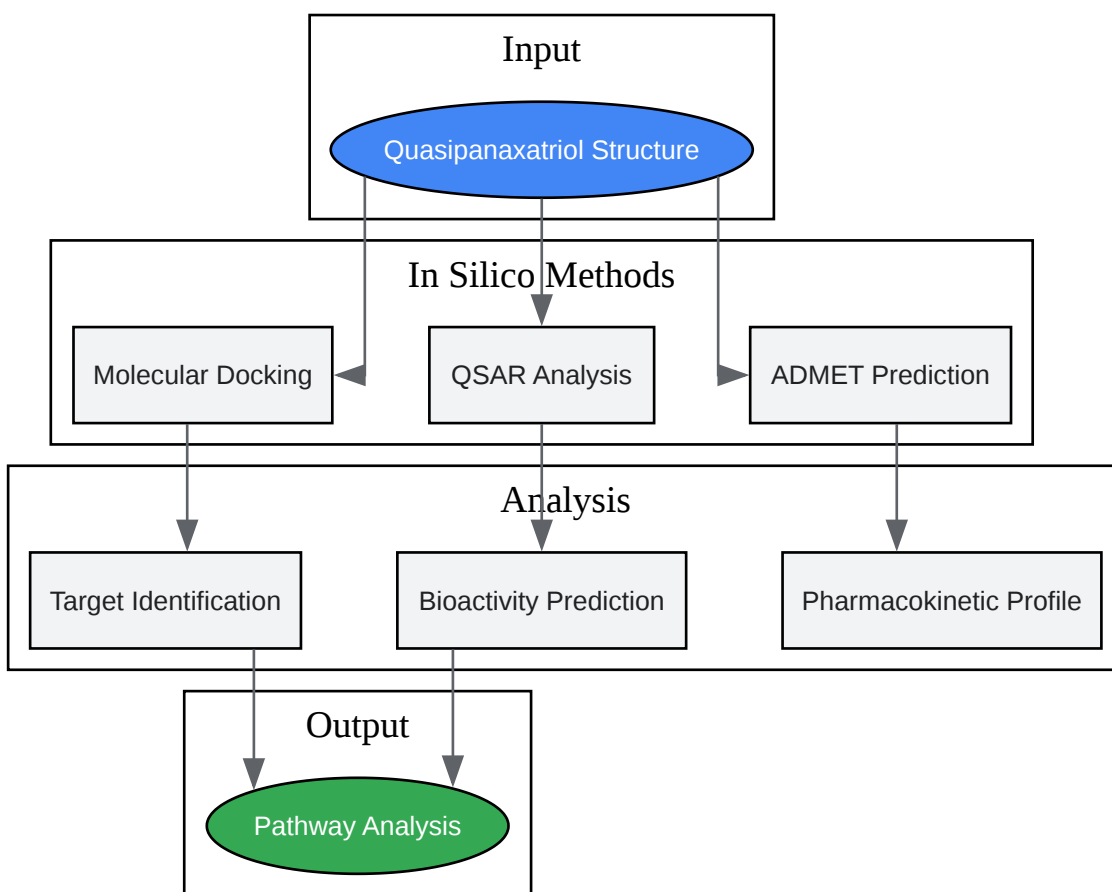 Input
Quasipanaxatriol Structure
In Silico Methods
Molecular Docking
QSAR Analysis
ADMET Prediction
Analysis
Target Identification
Bioactivity Prediction
Pharmacokinetic Profile
Output
Pathway Analysis